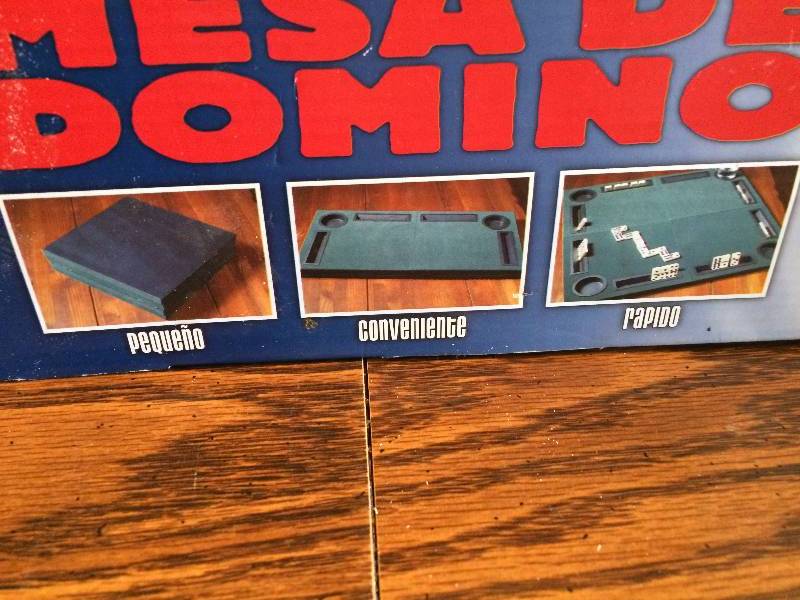 MESA DE
DOMINO
pequeño
conveniente
rapido